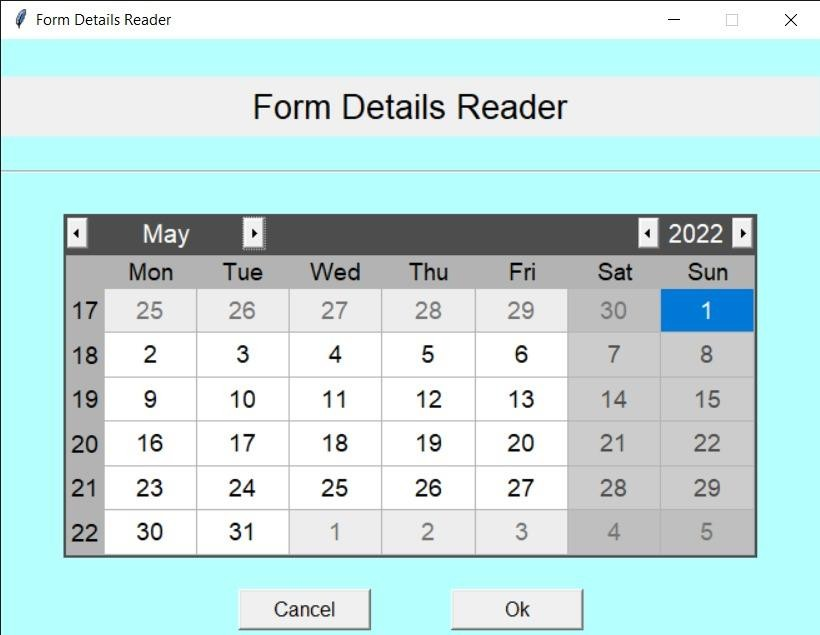 Form Details Reader
Form Details Reader
May 2022
Mon Tue Wed Thu Fri Sat Sun
17 25 26 27 28 29 30 1
18 2 3 4 5 6 7 8
19 9 10 11 12 13 14 15
20 16 17 18 19 20 21 22
21 23 24 25 26 27 28 29
22 30 31 1 2 3 4 5
Cancel Ok